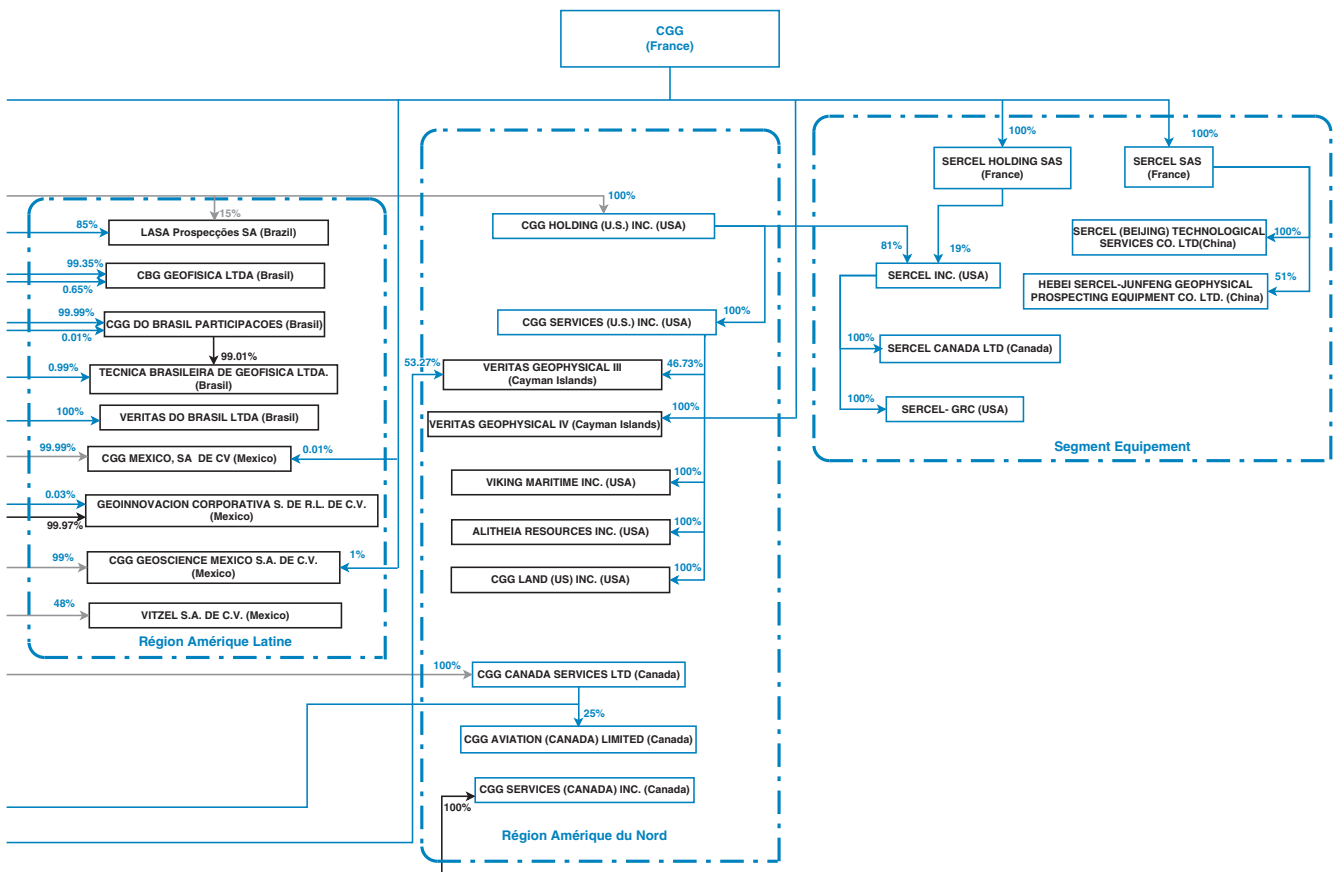 CGG
(France)
100%
100%
SERCEL HOLDING SAS
(France)
SERCEL SAS
(France)
100%
15%
85%
LASA Prospecções SA (Brazil)
CGG HOLDING (U.S.) INC. (USA)
SERCEL (BEIJING) TECHNOLOGICAL
SERVICES CO. LTD(China)
100%
81%
19%
99.35%
CBG GEOFISICA LTDA (Brasil)
0.65%
SERCEL INC. (USA)
51%
HEBEI SERCEL-JUNFENG GEOPHYSICAL
PROSPECTING EQUIPMENT CO. LTD. (China)
99.99%
CGG DO BRASIL PARTICIPACOES (Brasil)
0.01%
CGG SERVICES (U.S.) INC. (USA)
100%
99.01%
100%
SERCEL CANADA LTD (Canada)
53.27%
VERITAS GEOPHYSICAL III
(Cayman Islands)
46.73%
0.99%
TECNICA BRASILEIRA DE GEOFISICA LTDA.
(Brasil)
100%
SERCEL- GRC (USA)
100%
VERITAS DO BRASIL LTDA (Brasil)
100%
VERITAS GEOPHYSICAL IV (Cayman Islands)
Segment Equipement
99.99%
CGG MEXICO, SA DE CV (Mexico)
0.01%
VIKING MARITIME INC. (USA)
100%
0.03%
GEOINNOVACION CORPORATIVA S. DE R.L. DE C.V.
(Mexico)
99.97%
ALITHEIA RESOURCES INC. (USA)
100%
99%
CGG GEOSCIENCE MEXICO S.A. DE C.V.
(Mexico)
1%
CGG LAND (US) INC. (USA)
100%
48%
VITZEL S.A. DE C.V. (Mexico)
Région Amérique Latine
100%
CGG CANADA SERVICES LTD (Canada)
25%
CGG AVIATION (CANADA) LIMITED (Canada)
CGG SERVICES (CANADA) INC. (Canada)
100%
Région Amérique du Nord